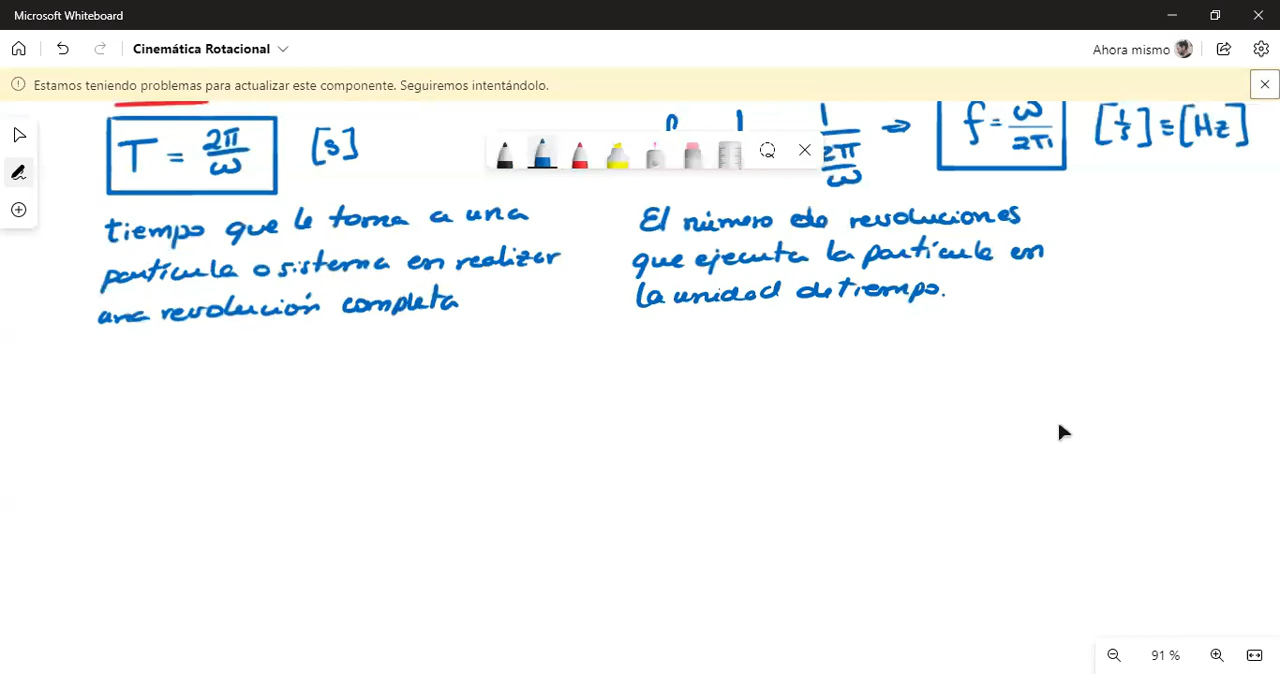 Microsoft Whiteboard
Cinemática Rotacional
Ahora mismo
Estamos teniendo problemas para actualizar este componente. Seguiremos intentándolo.
T = 2π/ω [s]
1/(2π/ω) ⇒ f = ω/2π [1/s] ≡ [Hz]
tiempo que le toma a una
partícula o sistema en realizar
una revolución completa
El número de revoluciones
que ejecuta la partícula en
la unidad de tiempo.
91 %